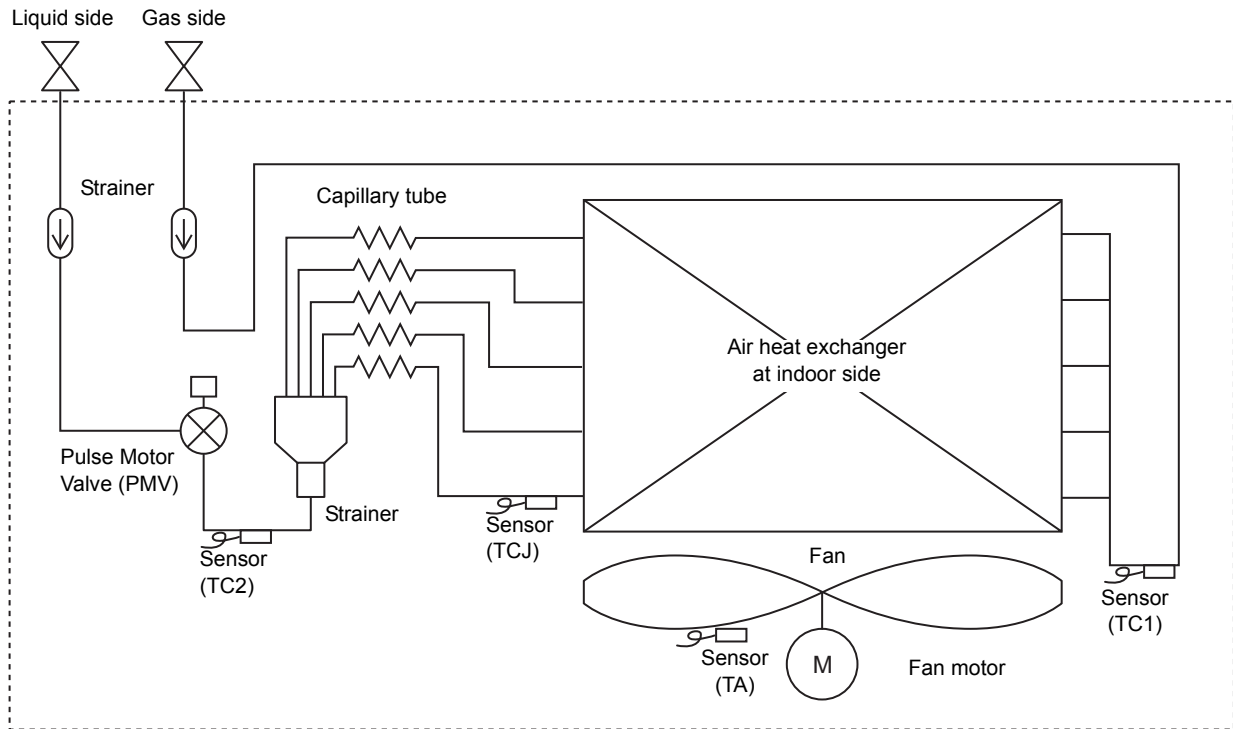 Liquid side
Gas side
Strainer
Capillary tube
Air heat exchanger
at indoor side
Pulse Motor
Valve (PMV)
Strainer
Sensor
(TCJ)
Sensor
(TC2)
Fan
Sensor
(TC1)
Sensor
(TA)
M
Fan motor